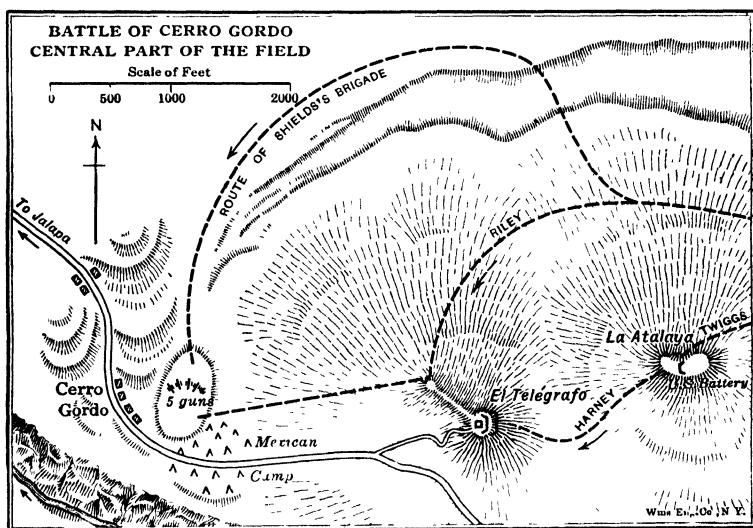 BATTLE OF CERRO GORDO
CENTRAL PART OF THE FIELD
Scale of Feet
0 500 1000 2000
N
ROUTE OF SHIELDS'S BRIGADE
To Jalapa
RILEY
TWIGGS
La Atalaya
U.S. Battery
HARNEY
El Telegrafo
Cerro
Gordo
5 guns
Mexican
Camp
Co N.Y.